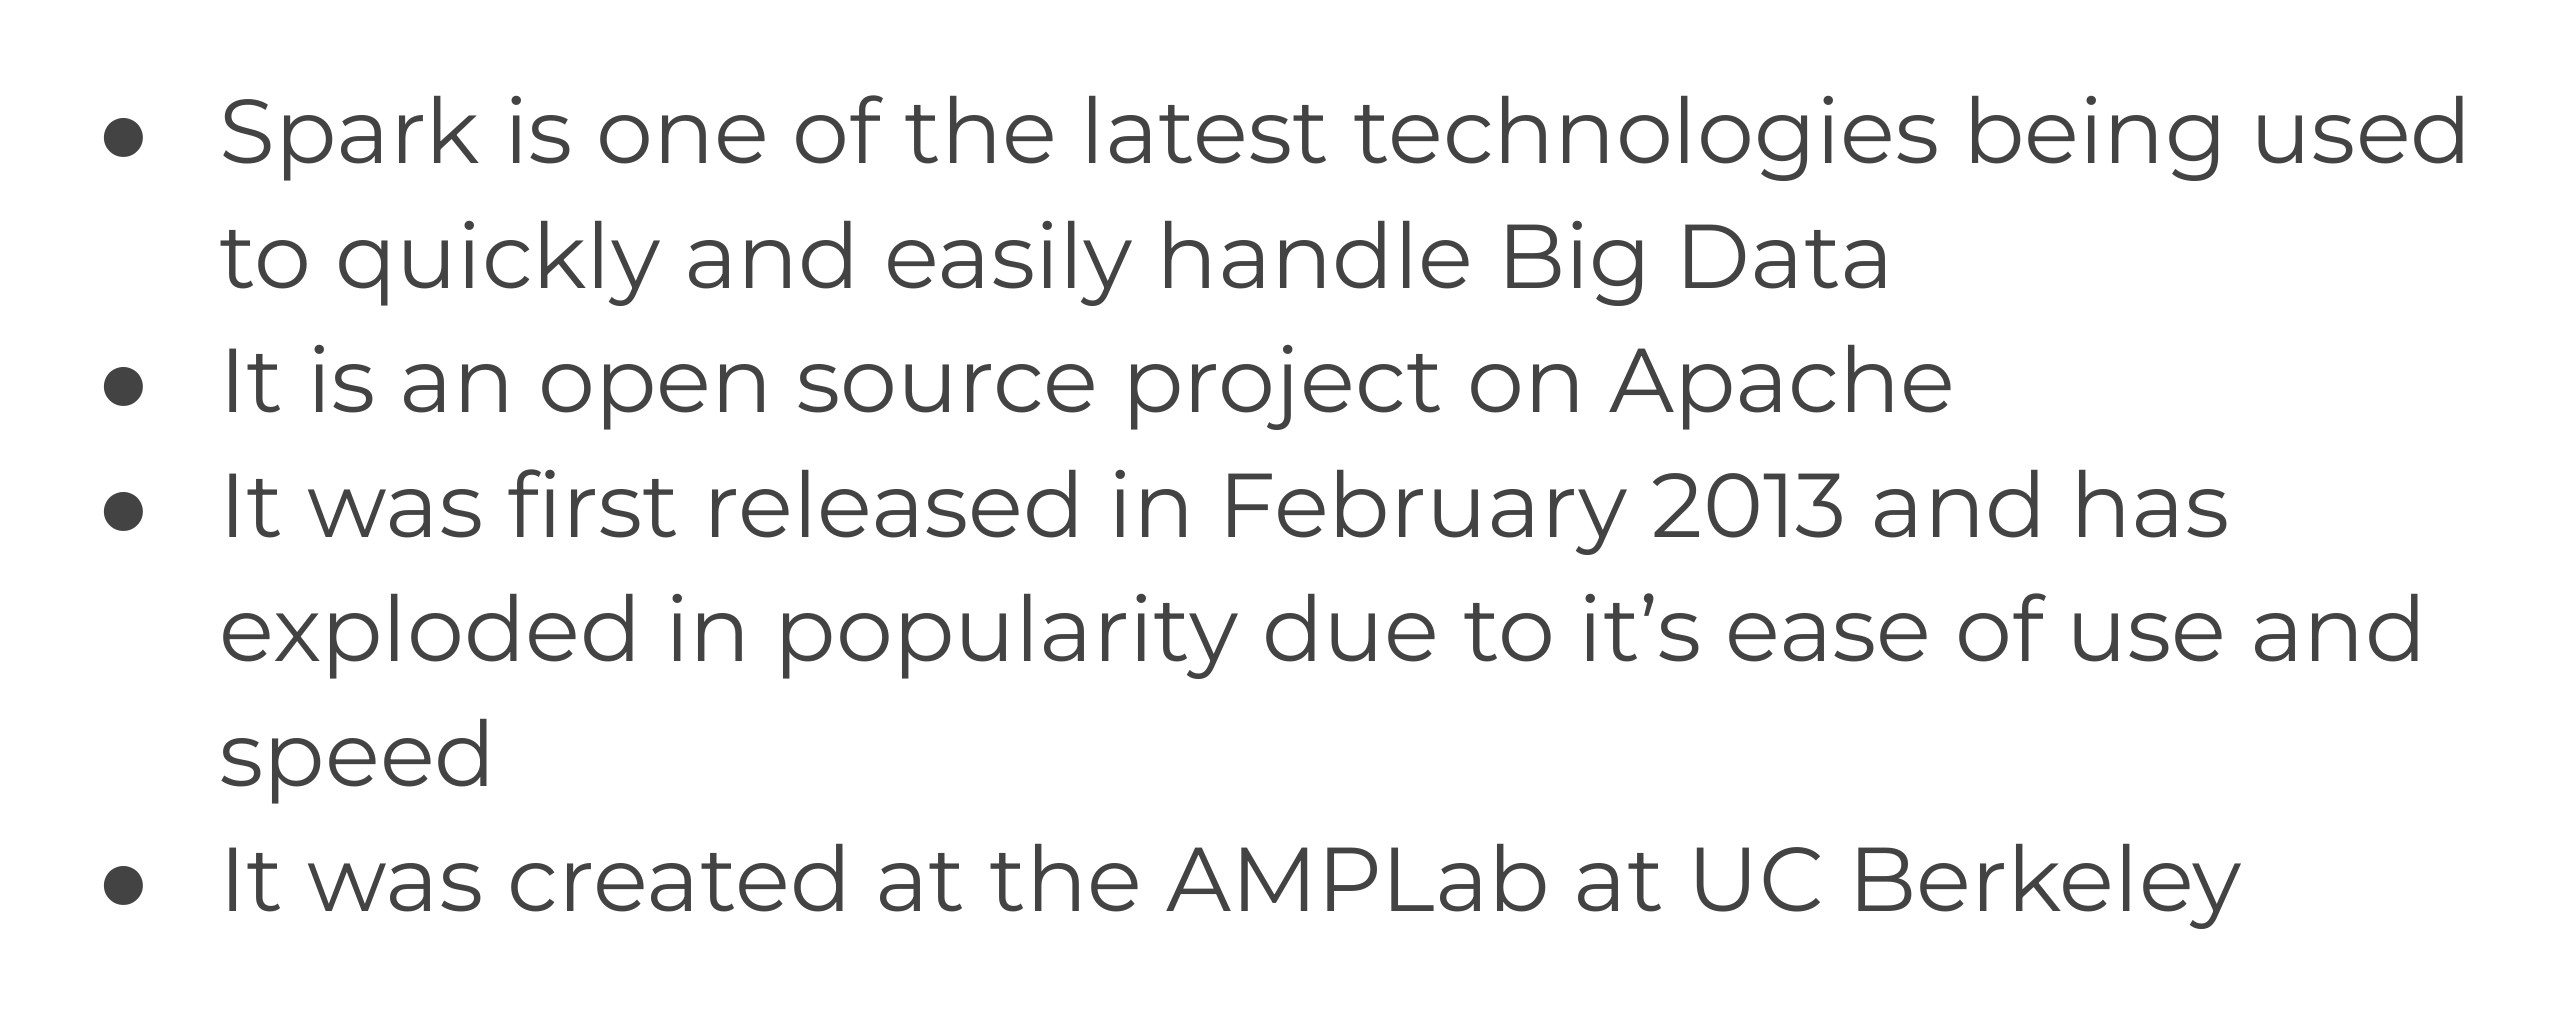 ● Spark is one of the latest technologies being used
to quickly and easily handle Big Data
● It is an open source project on Apache
● It was first released in February 2013 and has
exploded in popularity due to it’s ease of use and
speed
● It was created at the AMPLab at UC Berkeley